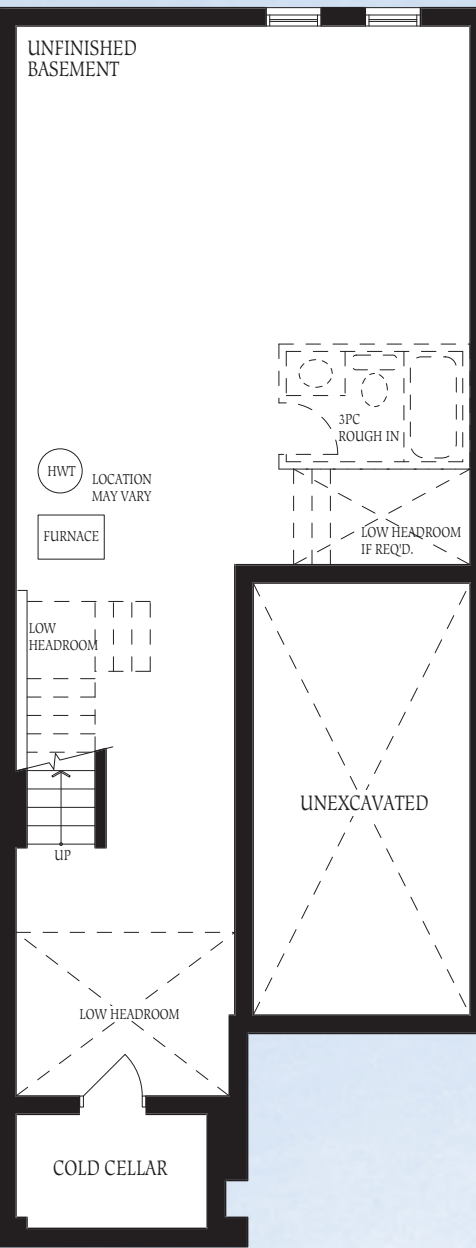 UNFINISHED
BASEMENT
3PC
ROUGH IN
HWT
LOCATION
MAY VARY
FURNACE
LOW HEADROOM
IF REQ'D.
LOW
HEADROOM
UNEXCAVATED
UP
LOW HEADROOM
COLD CELLAR